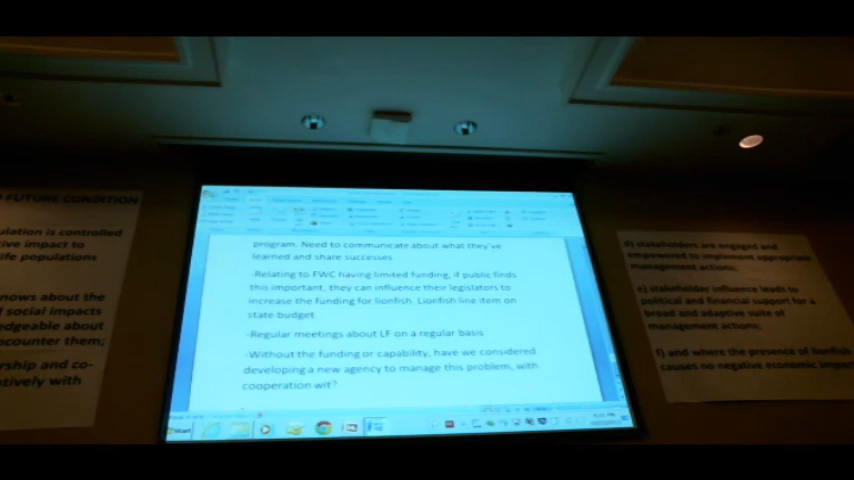 FUTURE CONDITION
ulation is controlled
ive impact to
ife populations
nows about the
social impacts
edgeable about
counter them;
rship and co-
atively with
program. Need to communicate about what they've
learned and share successes.
-Relating to FWC having limited funding, if public finds
this important, they can influence their legislators to
increase the funding for lionfish. Lionfish line item on
state budget.
-Regular meetings about LF on a regular basis
-Without the funding or capability, have we considered
developing a new agency to manage this problem, with
cooperation wit?
Start
d) stakeholders are engaged and
empowered to implement appropriate
management actions;
e) stakeholder influence leads to
political and financial support for a
broad and adaptive suite of
management actions;
f) and where the presence of lionfish
causes no negative economic impact